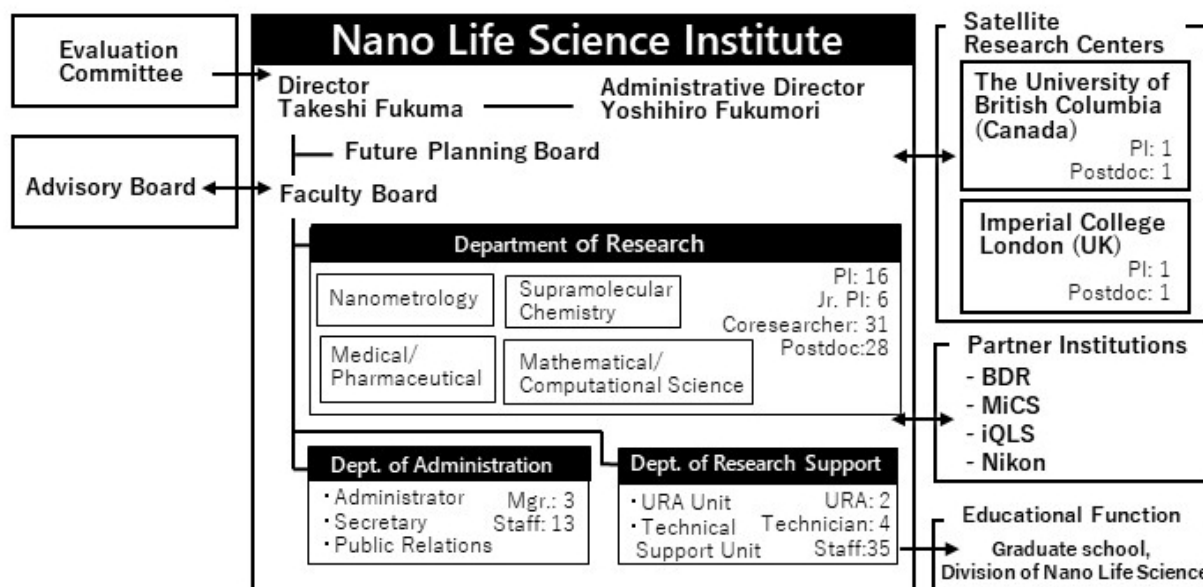 Evaluation
Committee
Advisory Board
Nano Life Science Institute
Director
Takeshi Fukuma
Administrative Director
Yoshihiro Fukumori
Future Planning Board
Faculty Board
Department of Research
Nanometrology
Supramolecular
Chemistry
Medical/
Pharmaceutical
Mathematical/
Computational Science
PI: 16
Jr. PI: 6
Coresearcher: 31
Postdoc:28
Dept. of Administration
・Administrator
・Secretary
・Public Relations
Mgr.: 3
Staff: 13
Dept. of Research Support
・URA Unit
・Technical
Support Unit
URA: 2
Technician: 4
Staff:35
Satellite
Research Centers
The University of
British Columbia
(Canada)
PI: 1
Postdoc: 1
Imperial College
London (UK)
PI: 1
Postdoc: 1
Partner Institutions
- BDR
- MiCS
- iQLS
- Nikon
Educational Function
Graduate school,
Division of Nano Life Science